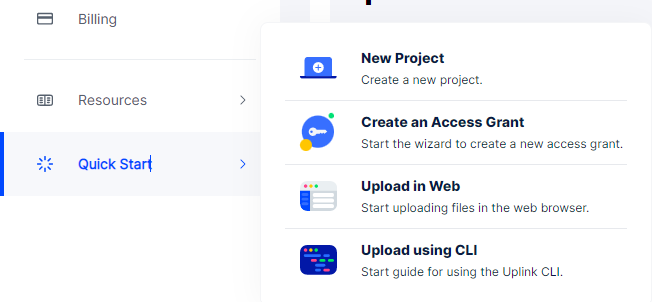 Billing
Resources
Quick Start
New Project
Create a new project.
Create an Access Grant
Start the wizard to create a new access grant.
Upload in Web
Start uploading files in the web browser.
Upload using CLI
Start guide for using the Uplink CLI.